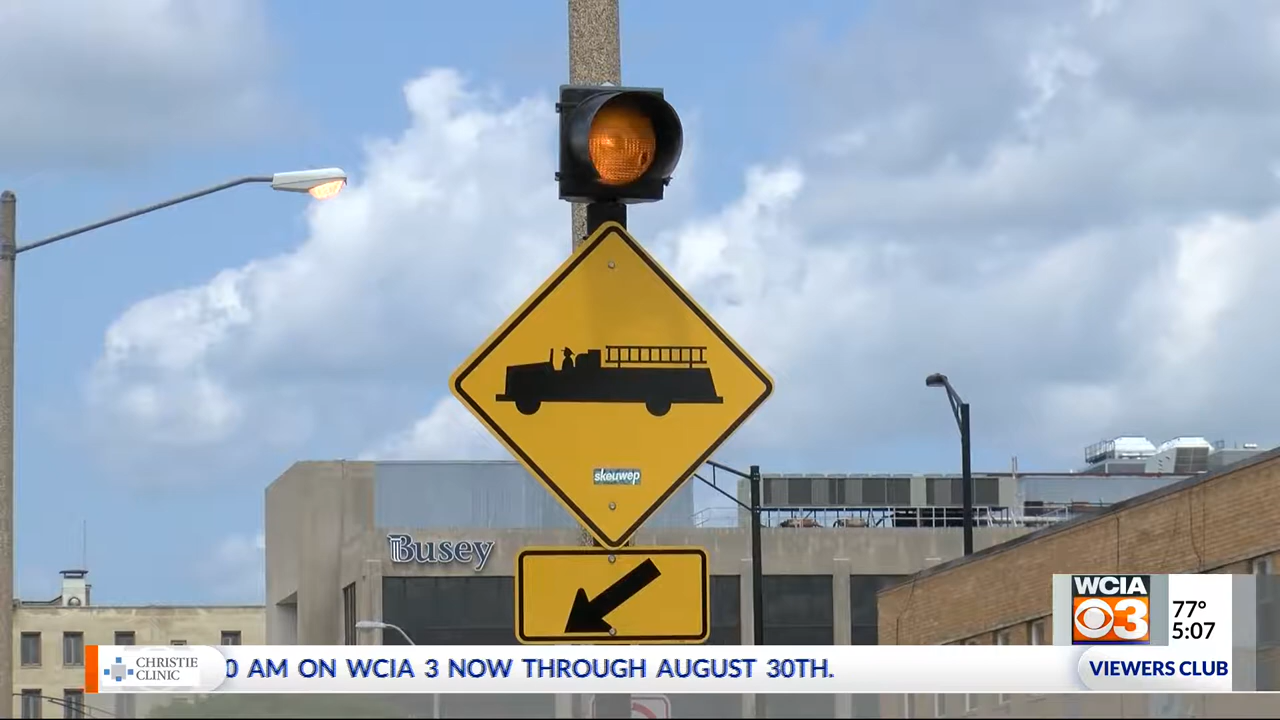 skeuwep
Busey
WCIA
3
77°
5:07
CHRISTIE
CLINIC
0 AM ON WCIA 3 NOW THROUGH AUGUST 30TH.
VIEWERS CLUB